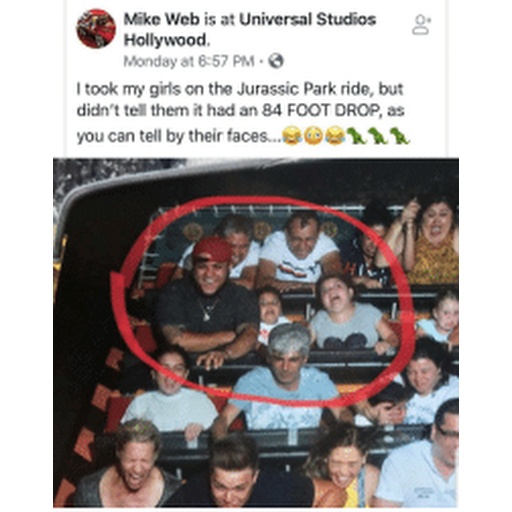 Mike Web is at Universal Studios
Hollywood.
Monday at 6:57 PM ·
I took my girls on the Jurassic Park ride, but
didn't tell them it had an 84 FOOT DROP, as
you can tell by their faces...😂😳😂🦖🦖🦖